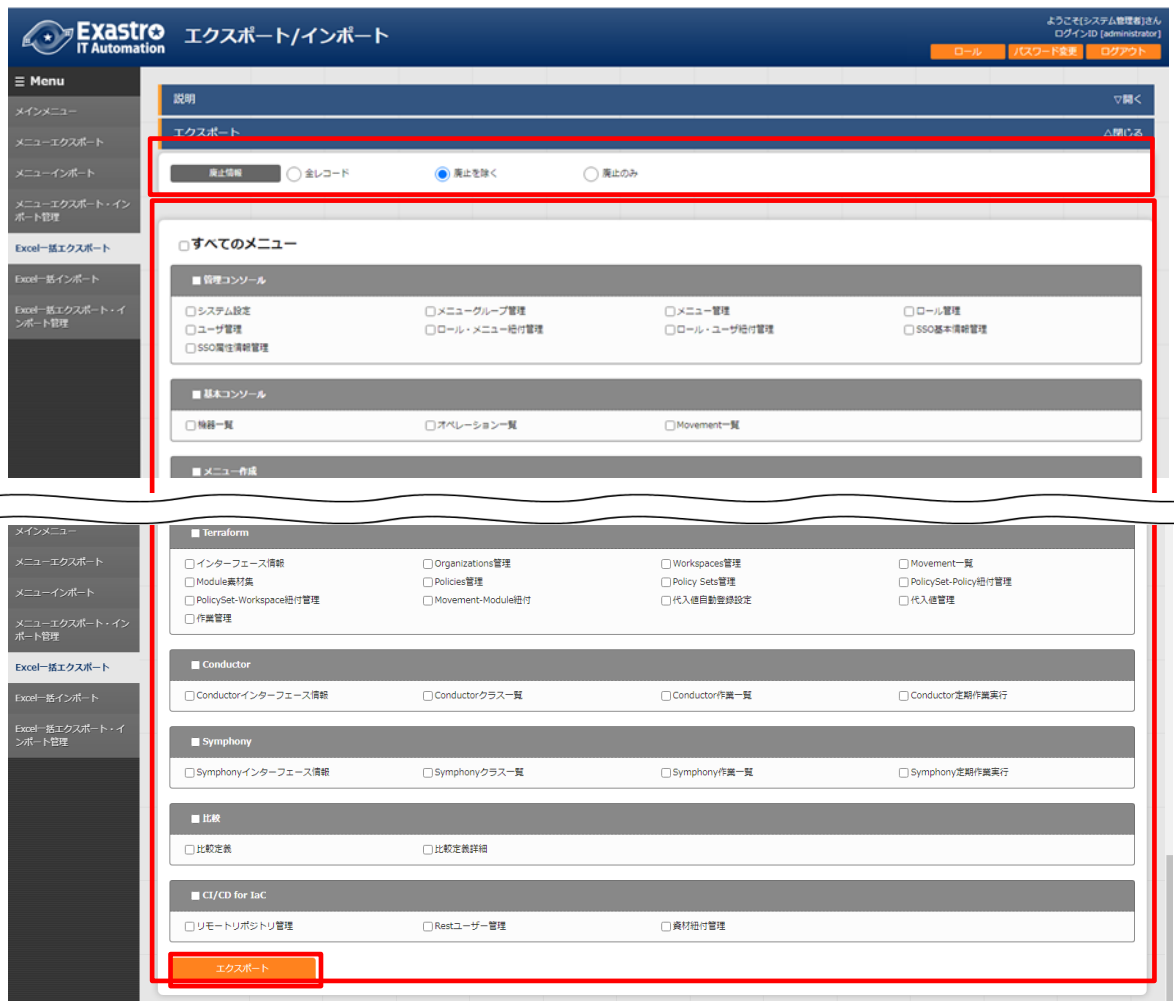 Exastro
IT Automation
エクスポート/インポート
ようこそ[システム管理者]さん
ログインID [administrator]
ロール
パスワード変更
ログアウト
☰ Menu
メインメニュー
メニューエクスポート
メニューインポート
メニューエクスポート・イン
ポート管理
Excel一括エクスポート
Excel一括インポート
Excel一括エクスポート・イ
ンポート管理
説明
▽開く
エクスポート
△閉じる
廃止情報
全レコード
廃止を除く
廃止のみ
すべてのメニュー
管理コンソール
システム設定
メニューグループ管理
メニュー管理
ロール管理
ユーザ管理
ロール・メニュー紐付管理
ロール・ユーザ紐付管理
SSO基本情報管理
SSO属性情報管理
基本コンソール
機器一覧
オペレーション一覧
Movement一覧
メニュー作成
メインメニュー
メニューエクスポート
メニューインポート
メニューエクスポート・イン
ポート管理
Excel一括エクスポート
Excel一括インポート
Excel一括エクスポート・イ
ンポート管理
Terraform
インターフェース情報
Organizations管理
Workspaces管理
Movement一覧
Module素材集
Policies管理
Policy Sets管理
PolicySet-Policy紐付管理
PolicySet-Workspace紐付管理
Movement-Module紐付
代入値自動登録設定
代入値管理
作業管理
Conductor
Conductorインターフェース情報
Conductorクラス一覧
Conductor作業一覧
Conductor定期作業実行
Symphony
Symphonyインターフェース情報
Symphonyクラス一覧
Symphony作業一覧
Symphony定期作業実行
比較
比較定義
比較定義詳細
CI/CD for IaC
リモートリポジトリ管理
Restユーザー管理
資材紐付管理
エクスポート